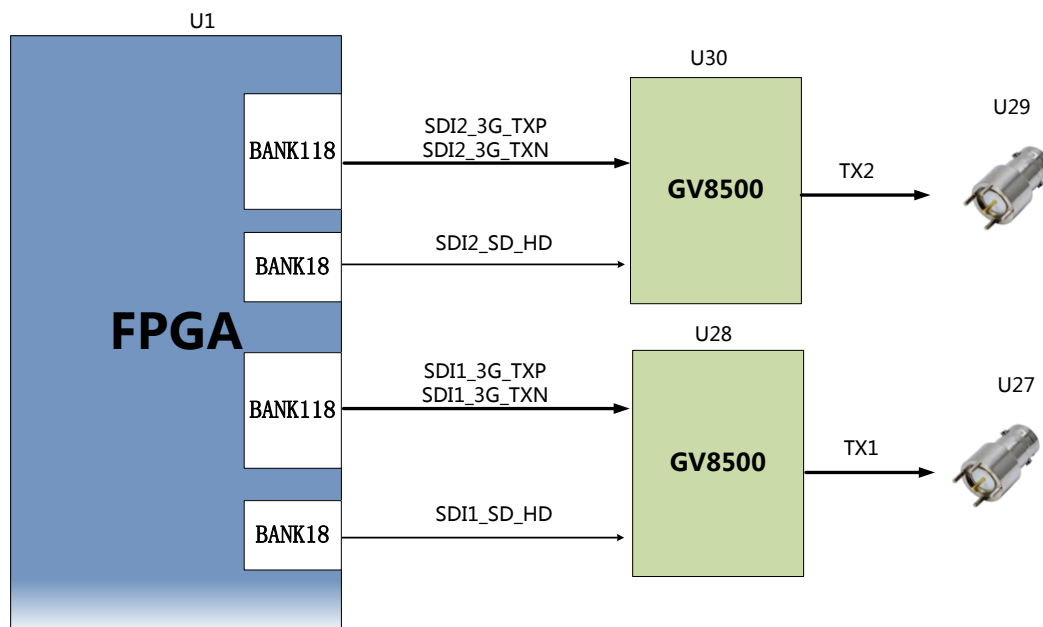 U1
U30
U29
BANK118
SDI2_3G_TXP
SDI2_3G_TXN
GV8500
TX2
BANK18
SDI2_SD_HD
FPGA
U28
BANK118
SDI1_3G_TXP
SDI1_3G_TXN
GV8500
TX1
U27
BANK18
SDI1_SD_HD